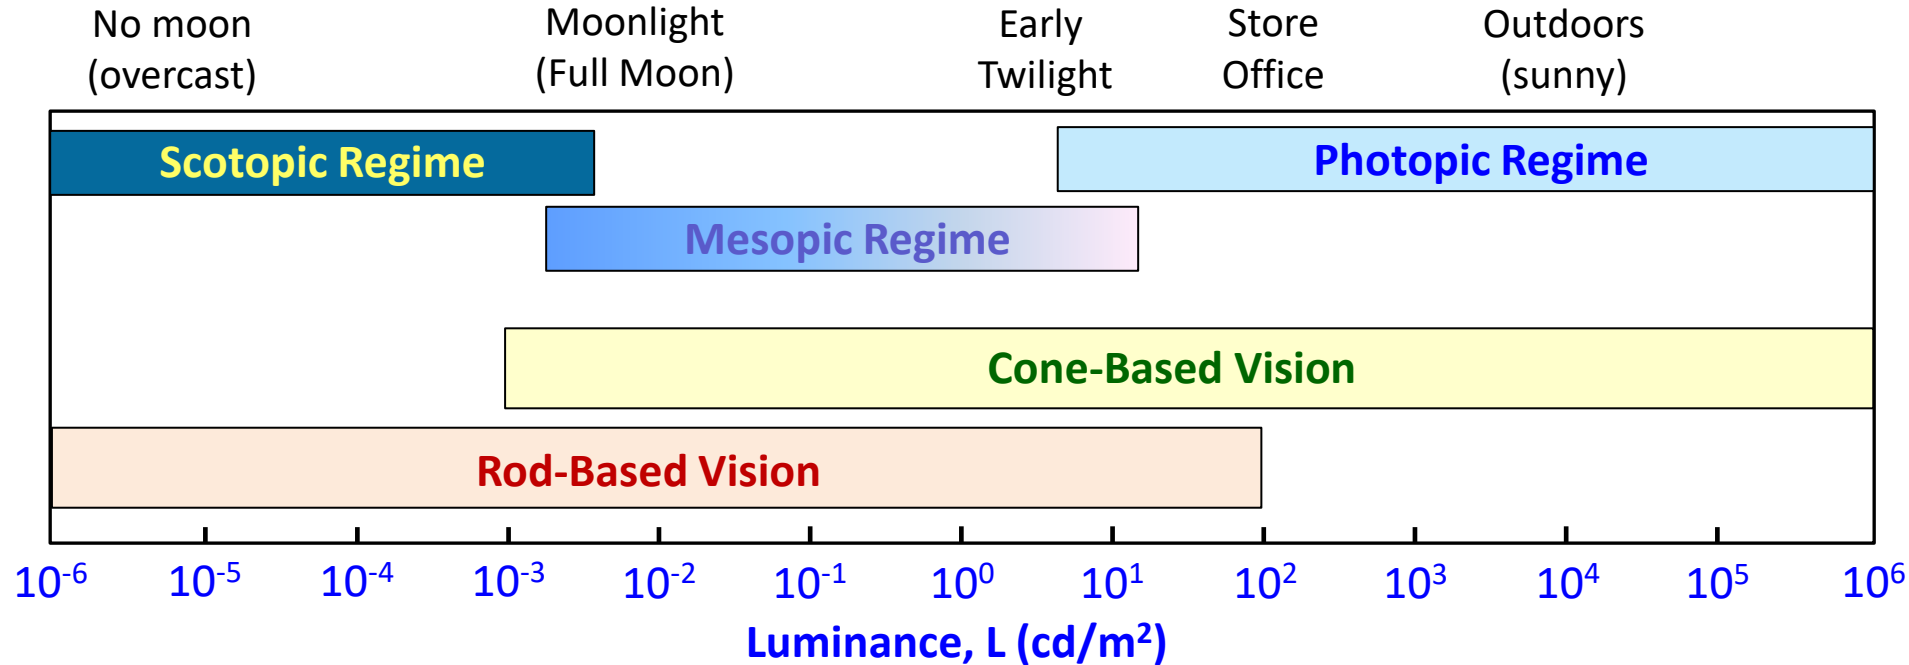 No moon
(overcast)
Moonlight
(Full Moon)
Early
Twilight
Store
Office
Outdoors
(sunny)
Scotopic Regime
Photopic Regime
Mesopic Regime
Cone-Based Vision
Rod-Based Vision
10⁻⁶ 10⁻⁵ 10⁻⁴ 10⁻³ 10⁻² 10⁻¹ 10⁰ 10¹ 10² 10³ 10⁴ 10⁵ 10⁶
Luminance, L (cd/m²)